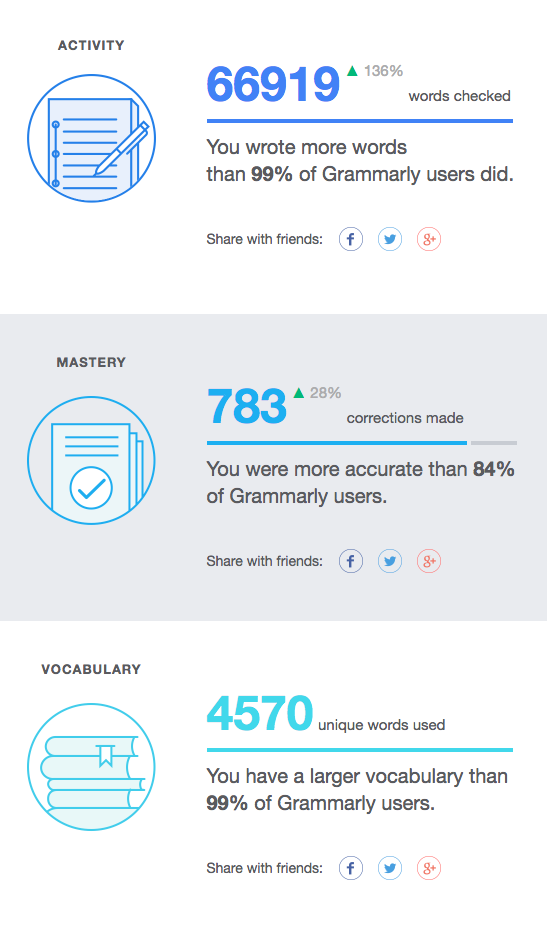 ACTIVITY
66919 ▲ 136% words checked
You wrote more words
than 99% of Grammarly users did.
Share with friends: f g+
MASTERY
783 ▲ 28% corrections made
You were more accurate than 84%
of Grammarly users.
Share with friends: f g+
VOCABULARY
4570 unique words used
You have a larger vocabulary than
99% of Grammarly users.
Share with friends: f g+